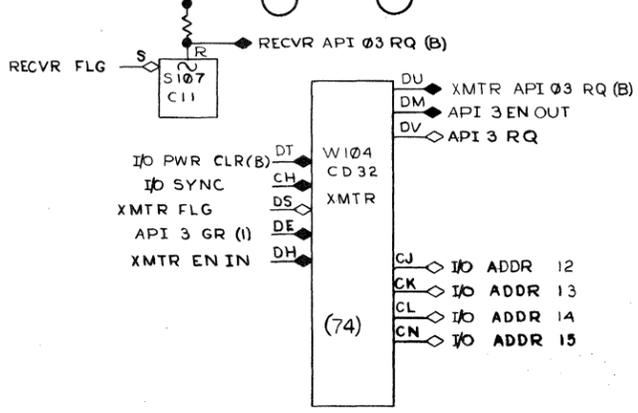 RECVR API Ø3 RQ (B)
R
RECVR FLG S
S107
C11
DU XMTR API Ø3 RQ (B)
DM API 3 EN OUT
DV API 3 RQ
I/O PWR CLR(B) DT W1Ø4
CD32
I/O SYNC CH
XMTR
XMTR FLG DS
API 3 GR (1) DE
XMTR EN IN DH
CJ I/O ADDR 12
CK I/O ADDR 13
CL I/O ADDR 14
(74)
CN I/O ADDR 15